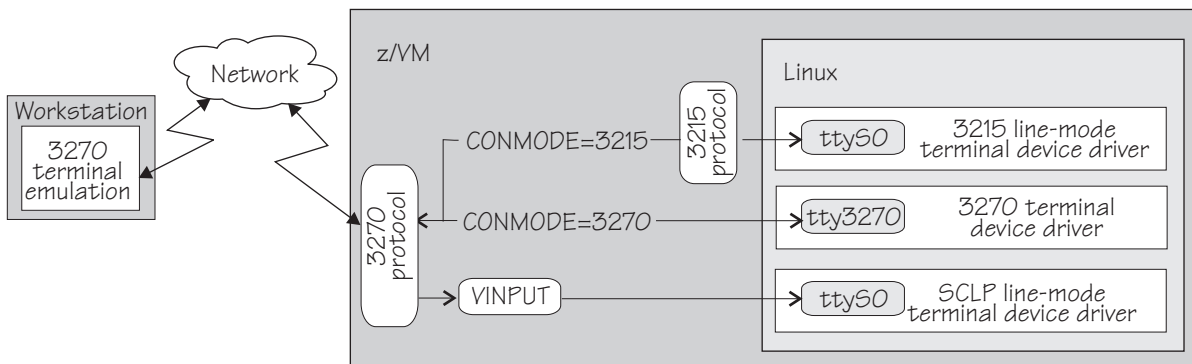 z/VM
Linux
Network
Workstation
3270
terminal
emulation
3270
protocol
CONMODE=3215
3215
protocol
ttyS0
3215 line-mode
terminal device driver
CONMODE=3270
tty3270
3270 terminal
device driver
VINPUT
ttyS0
SCLP line-mode
terminal device driver